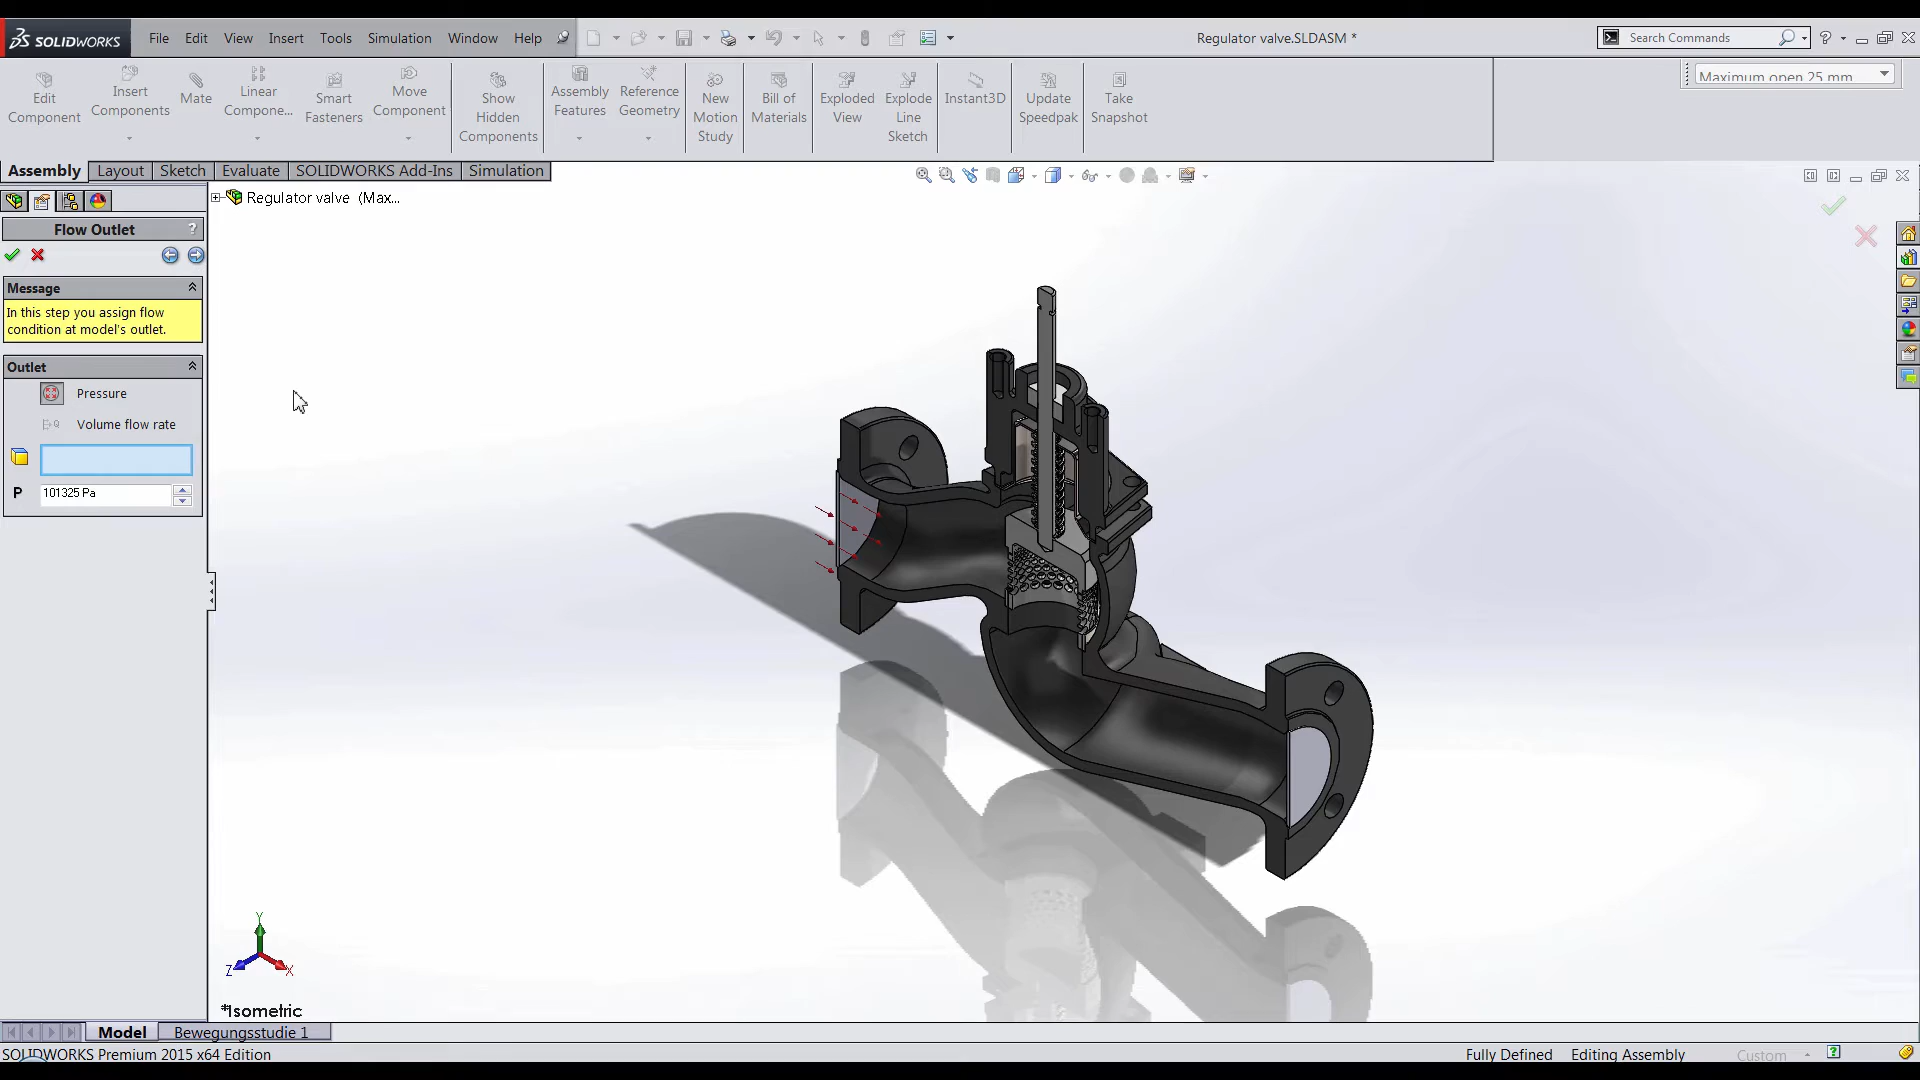 SOLIDWORKS File Edit View Insert Tools Simulation Window Help Regulator valve.SLDASM * Search Commands ?
Edit Component
Insert Components
Mate
Linear Compone...
Smart Fasteners
Move Component
Show Hidden Components
Assembly Features
Reference Geometry
New Motion Study
Bill of Materials
Exploded View
Explode Line Sketch
Instant3D
Update Speedpak
Take Snapshot
Maximum open 25 mm
Assembly Layout Sketch Evaluate SOLIDWORKS Add-Ins Simulation
Regulator valve (Max...
Flow Outlet ?
Message
In this step you assign flow
condition at model's outlet.
Outlet
Pressure
Volume flow rate
P 101325 Pa
Y
Z X
*Isometric
Model Bewegungsstudie 1
SOLIDWORKS Premium 2015 x64 Edition Fully Defined Editing Assembly Custom ?